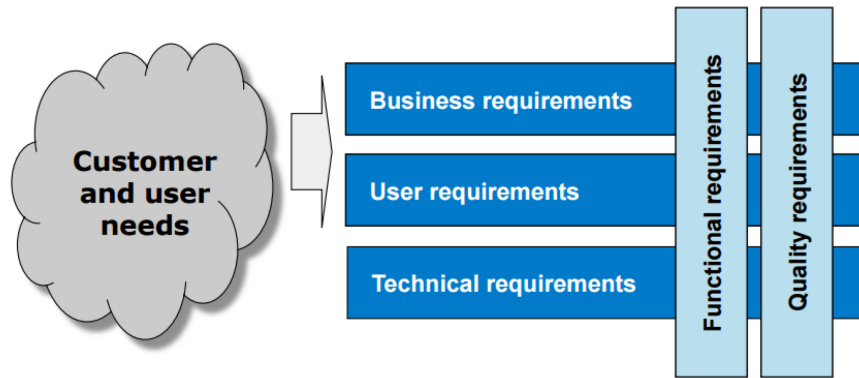 Customer
and user
needs
Business requirements
User requirements
Technical requirements
Functional requirements
Quality requirements